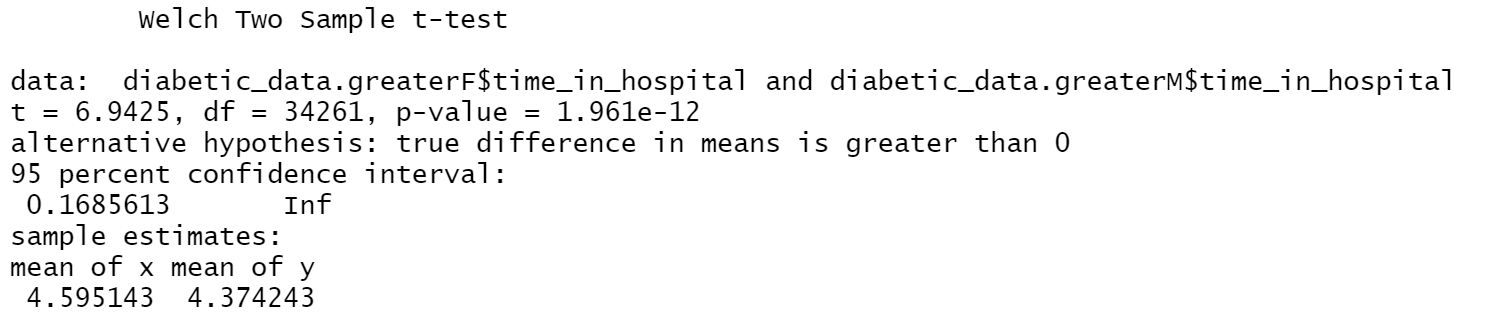 Welch Two Sample t-test
data:  diabetic_data.greaterF$time_in_hospital and diabetic_data.greaterM$time_in_hospital
t = 6.9425, df = 34261, p-value = 1.961e-12
alternative hypothesis: true difference in means is greater than 0
95 percent confidence interval:
 0.1685613       Inf
sample estimates:
mean of x mean of y
 4.595143  4.374243